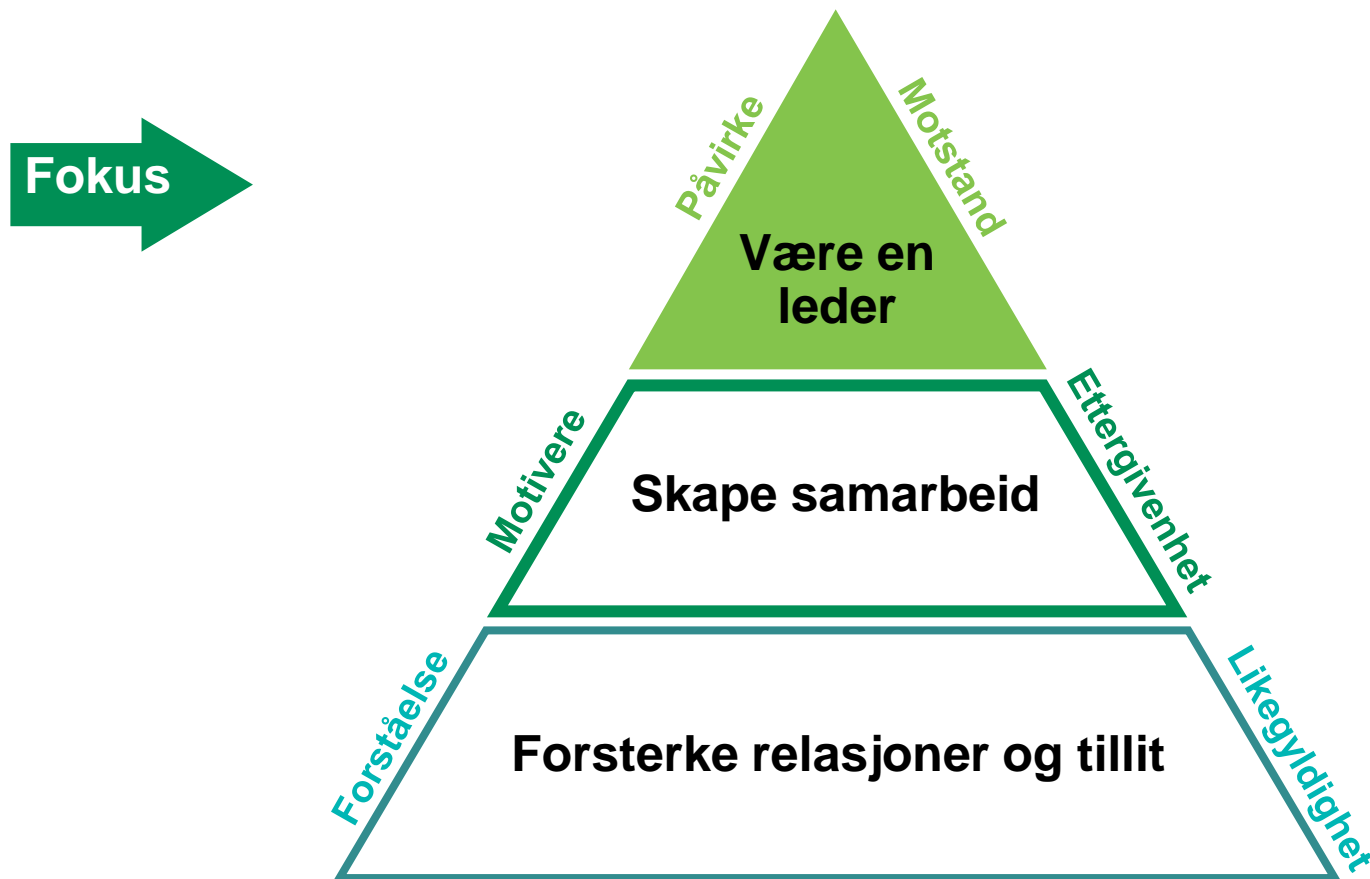 Fokus
Påvirke
Motstand
Være en
leder
Motivere
Ettergivenhet
Skape samarbeid
Forståelse
Likegyldighet
Forsterke relasjoner og tillit